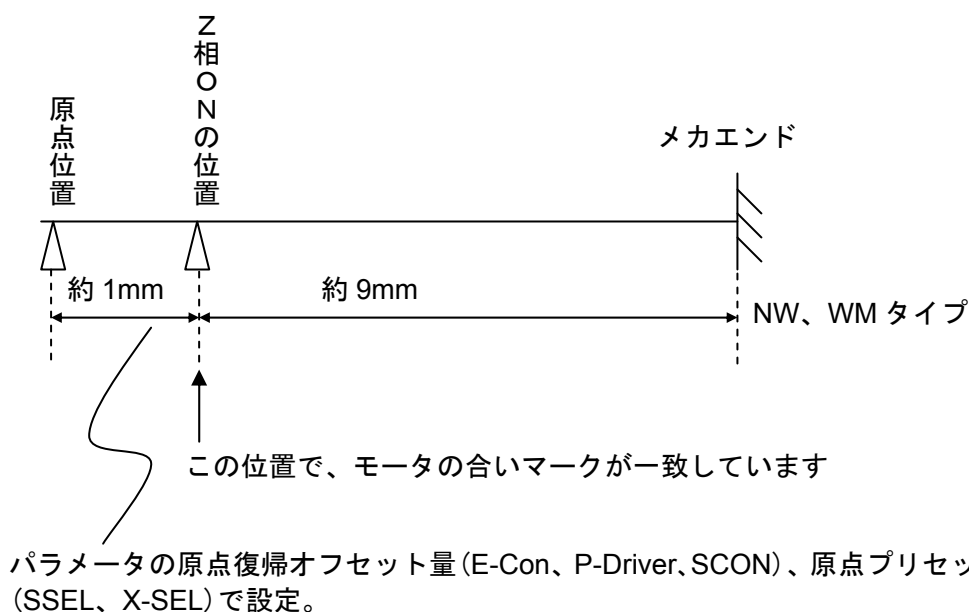 原点位置
Z相ONの位置
メカエンド
約 1mm
約 9mm
NW、WM タイプ
この位置で、モータの合いマークが一致しています
パラメータの原点復帰オフセット量（E-Con、P-Driver、SCON）、原点プリセッ
（SSEL、X-SEL）で設定。